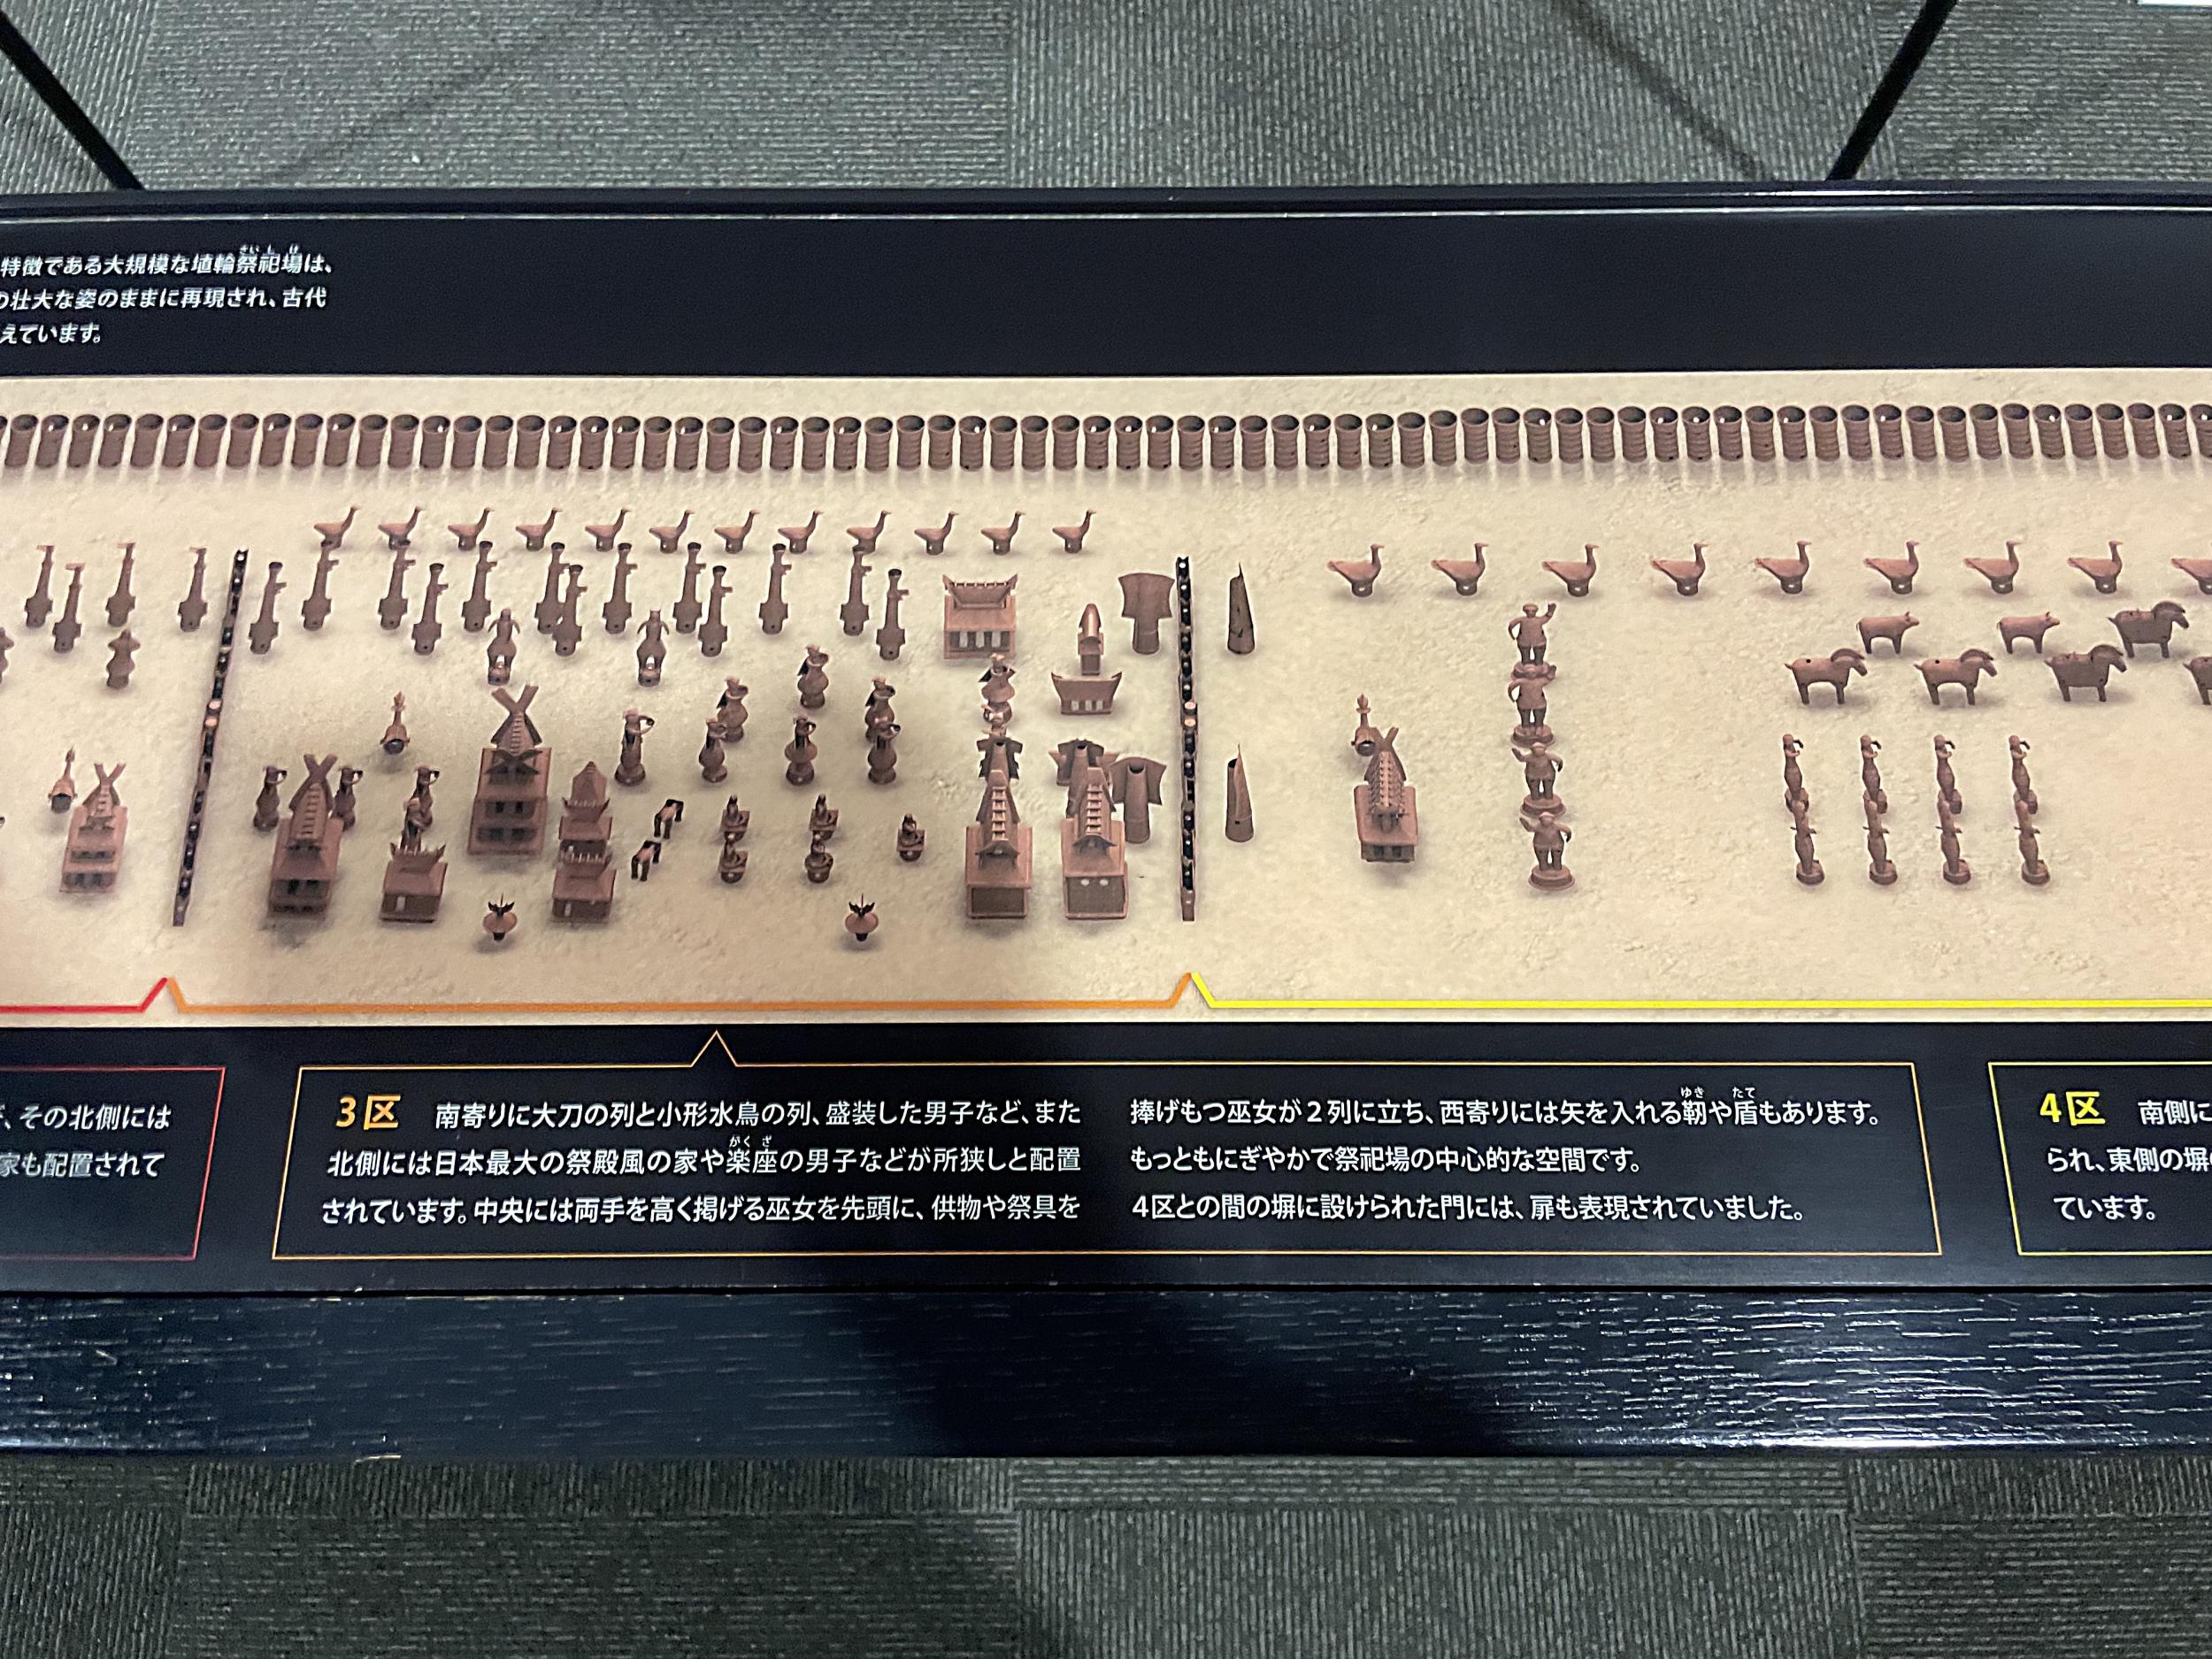 特徴である大規模な埴輪祭祀場は、
の壮大な姿のままに再現され、古代
えています。
、その北側には
家も配置されて
3区 南寄りに大刀の列と小形水鳥の列、盛装した男子など、また
北側には日本最大の祭殿風の家や楽座の男子などが所狭しと配置
されています。中央には両手を高く掲げる巫女を先頭に、供物や祭具を
捧げもつ巫女が2列に立ち、西寄りには矢を入れる靭や盾もあります。
もっともにぎやかで祭祀場の中心的な空間です。
4区との間の塀に設けられた門には、扉も表現されていました。
4区 南側に
られ、東側の塀
ています。